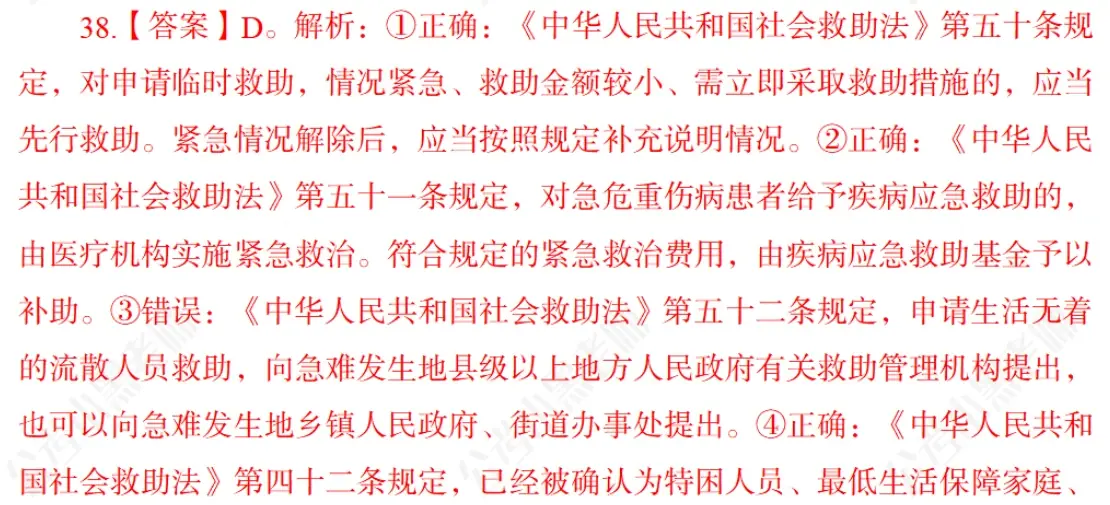 38.【答案】D。解析：①正确：《中华人民共和国社会救助法》第五十条规
定，对申请临时救助，情况紧急、救助金额较小、需立即采取救助措施的，应当
先行救助。紧急情况解除后，应当按照规定补充说明情况。②正确：《中华人民
共和国社会救助法》第五十一条规定，对急危重伤病患者给予疾病应急救助的，
由医疗机构实施紧急救治。符合规定的紧急救治费用，由疾病应急救助基金予以
补助。③错误：《中华人民共和国社会救助法》第五十二条规定，申请生活无着
的流散人员救助，向急难发生地县级以上地方人民政府有关救助管理机构提出，
也可以向急难发生地乡镇人民政府、街道办事处提出。④正确：《中华人民共和
国社会救助法》第四十二条规定，已经被确认为特困人员、最低生活保障家庭、